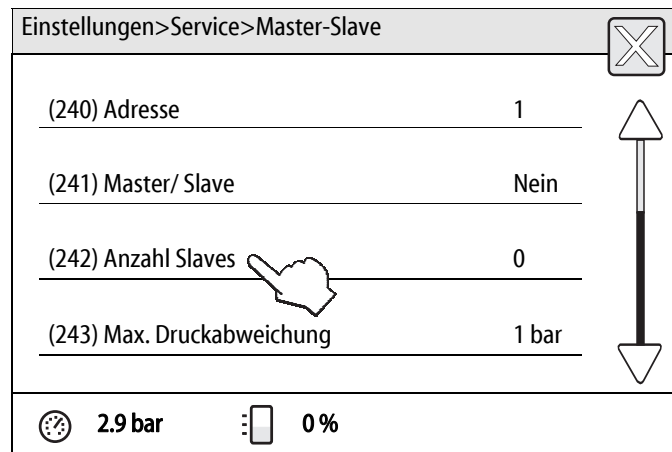 Einstellungen>Service>Master-Slave
(240) Adresse 1
(241) Master/ Slave Nein
(242) Anzahl Slaves 0
(243) Max. Druckabweichung 1 bar
2.9 bar 0 %